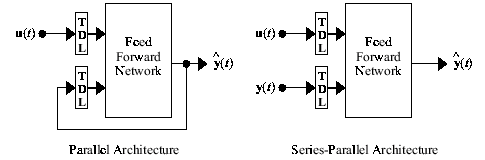 u(t)
T
D
L
Feed
Forward
Network
T
D
L
ŷ(t)
Parallel Architecture
u(t)
T
D
L
Feed
Forward
Network
y(t)
T
D
L
ŷ(t)
Series-Parallel Architecture